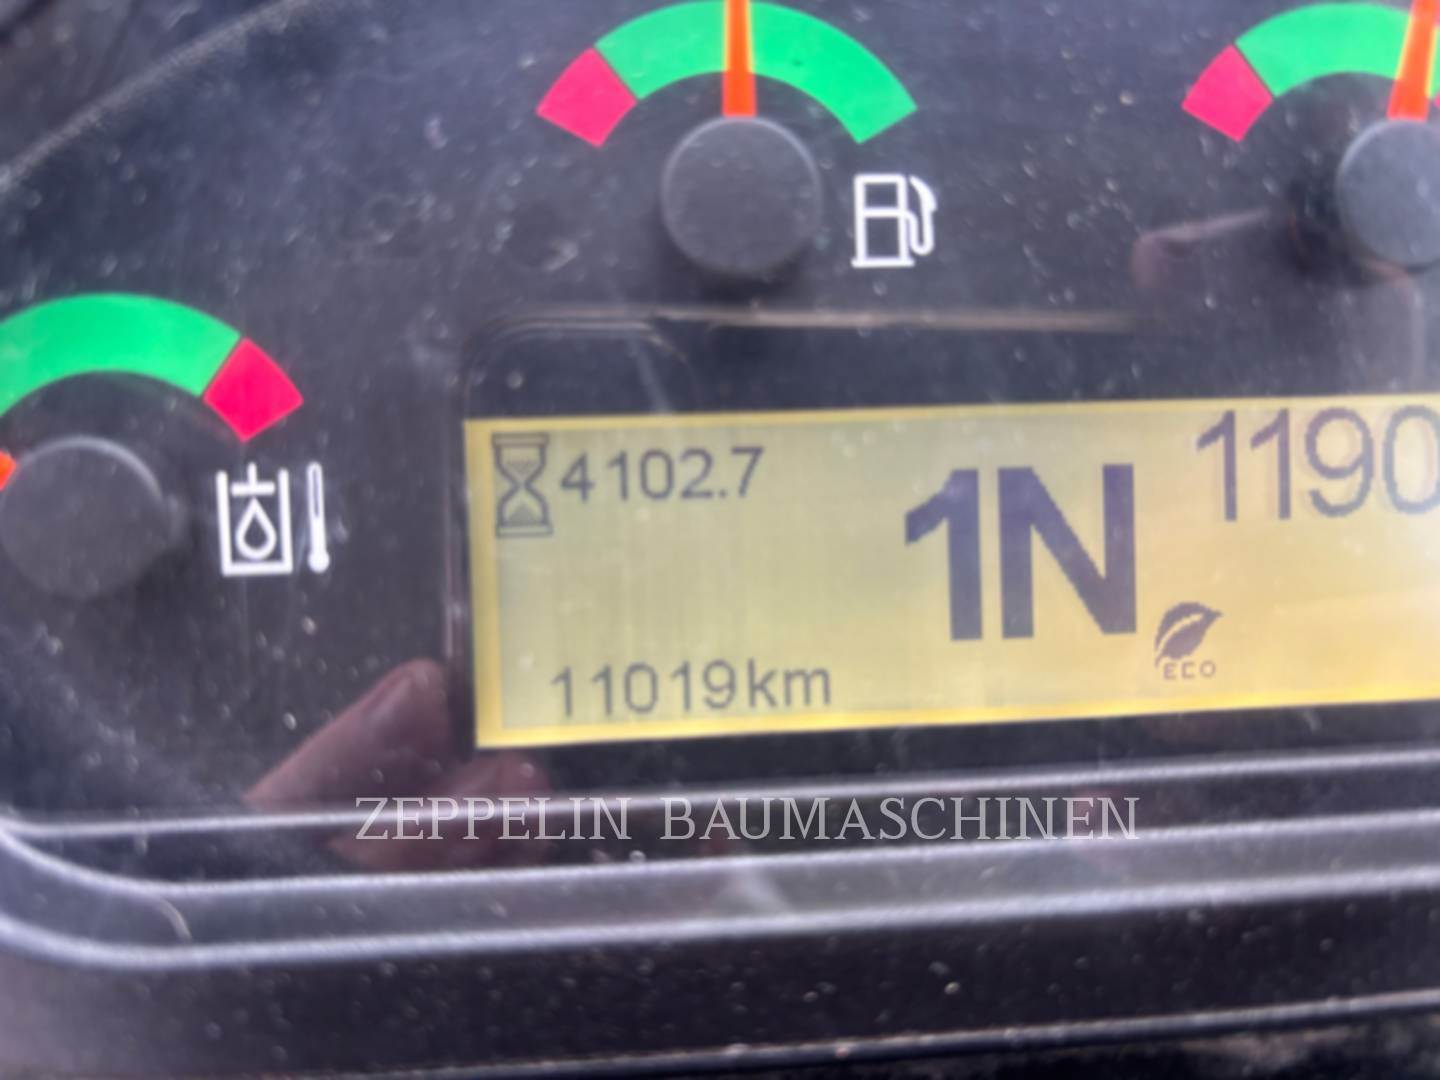 4102.7
1N
1190
ECO
11019km
ZEPPELIN BAUMASCHINEN